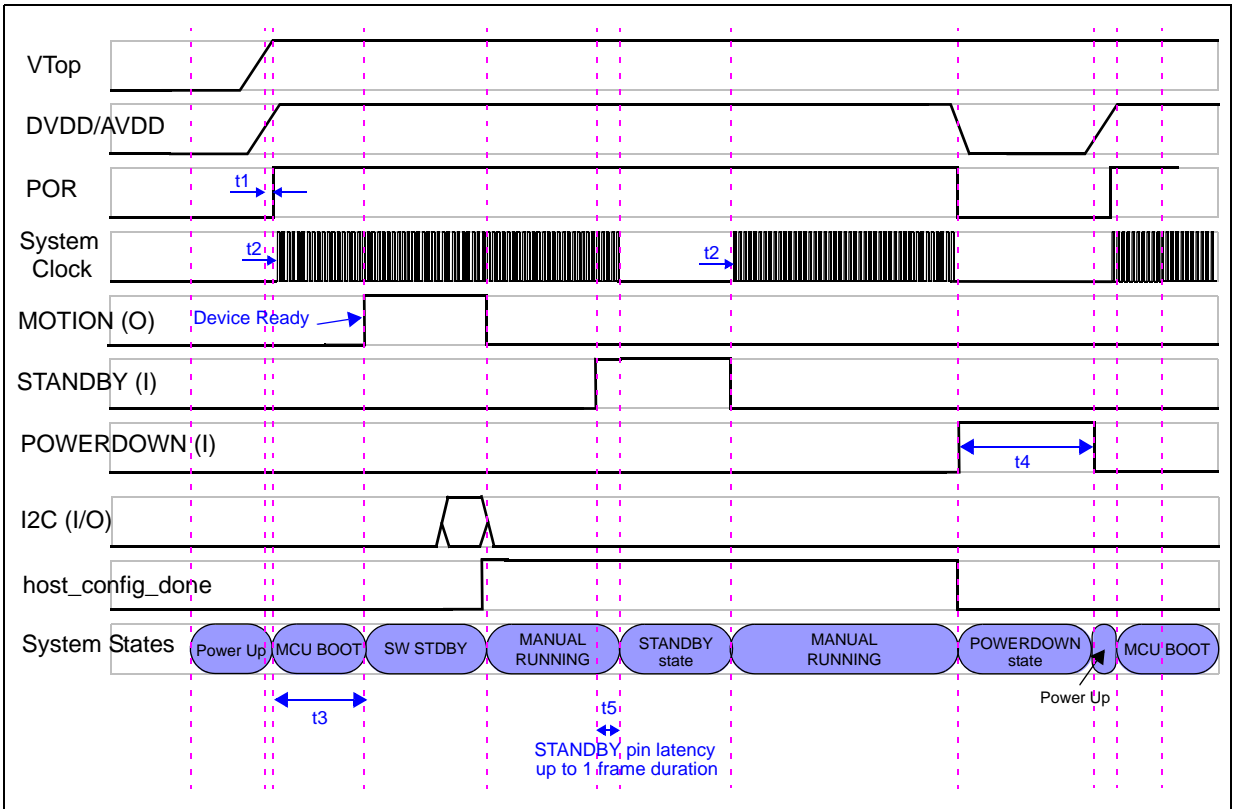 VTop
DVDD/AVDD
POR
t1
System
Clock
t2
t2
MOTION (O)
Device Ready
STANDBY (I)
POWERDOWN (I)
t4
I2C (I/O)
host_config_done
System States
Power Up
MCU BOOT
SW STDBY
MANUAL
RUNNING
STANDBY
state
MANUAL
RUNNING
POWERDOWN
state
MCU BOOT
Power Up
t3
t5
STANDBY pin latency
up to 1 frame duration